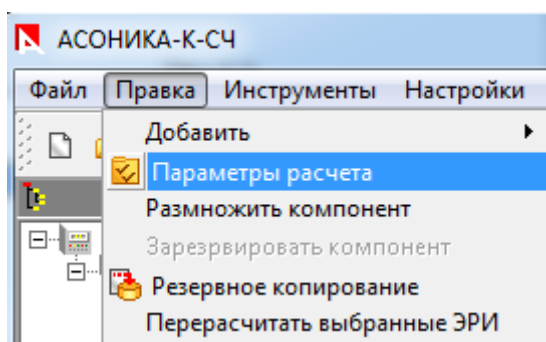 АСОНИКА-К-СЧ
Файл Правка Инструменты Настройки
Добавить
Параметры расчета
Размножить компонент
Зарезрвировать компонент
Резервное копирование
Перерасчитать выбранные ЭРИ